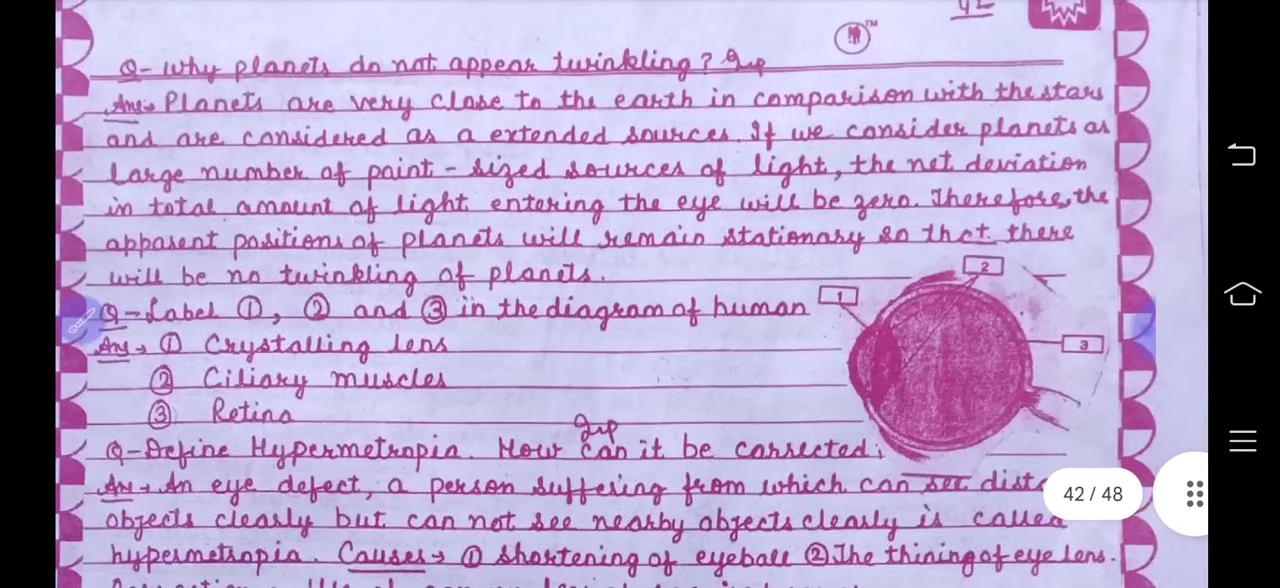 TM
Q- Why planets do not appear twinkling? Imp
Ans→ Planets are very close to the earth in comparison with the stars
and are considered as a extended sources. If we consider planets as
large number of point-sized sources of light, the net deviation
in total amount of light entering the eye will be zero. Therefore, the
apparent positions of planets will remain stationary so that there
will be no twinkling of planets.
2
Q- Label ①, ② and ③ in the diagram of human
1
Ans → ① Crystalling lens
3
② Ciliary muscles
③ Retina
Imp
Q- Define Hypermetropia. How can it be corrected.
Ans → An eye defect, a person suffering from which can see dist
42 / 48
objects clearly but can not see nearby objects clearly is called
hypermetropia. Causes → ① shortening of eyeball ② The thining of eye lens.